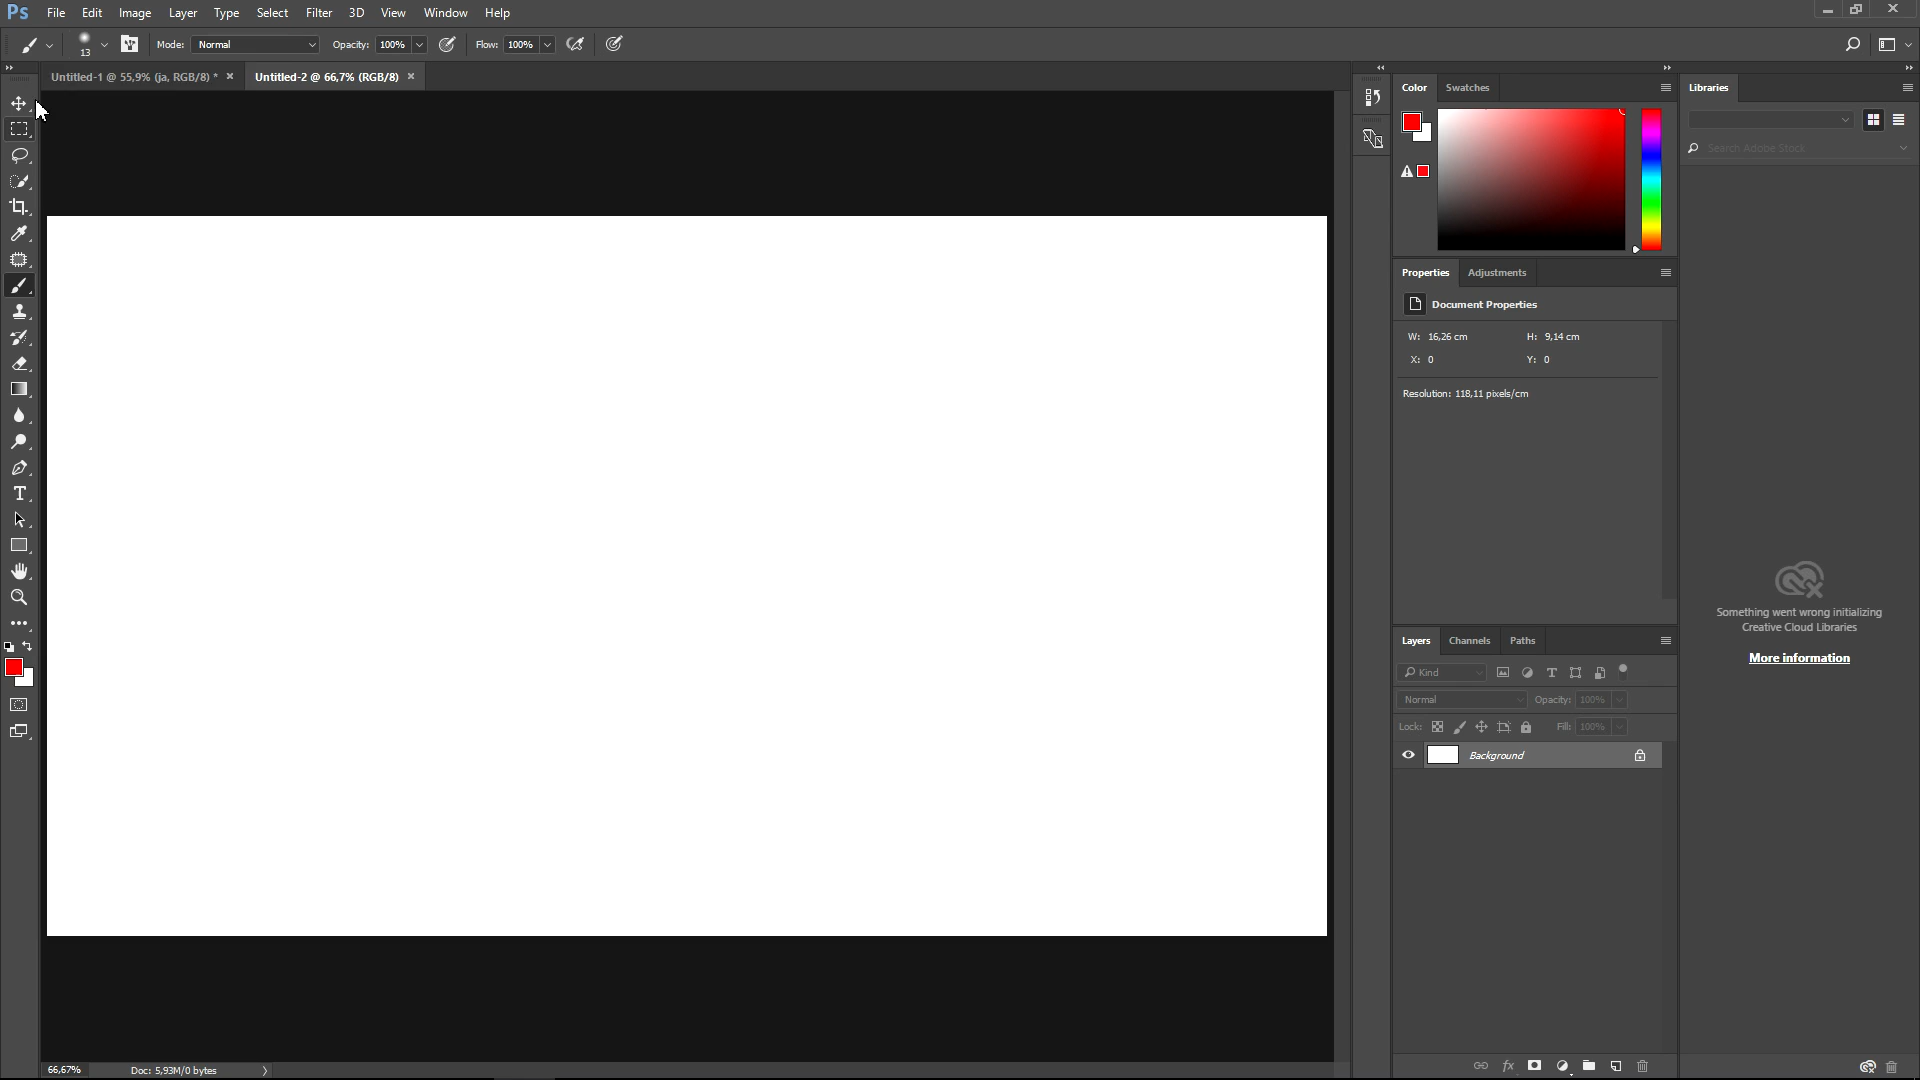 Ps File Edit Image Layer Type Select Filter 3D View Window Help
13 Mode: Normal Opacity: 100% Flow: 100%
Untitled-1 @ 55,9% (ja, RGB/8) * × Untitled-2 @ 66,7% (RGB/8) ×
Color Swatches
Libraries
Search Adobe Stock
Properties Adjustments
Document Properties
W: 16,26 cm H: 9,14 cm
X: 0 Y: 0
Resolution: 118,11 pixels/cm
Something went wrong initializing
Creative Cloud Libraries
More information
Layers Channels Paths
Kind
Normal Opacity: 100%
Lock: Fill: 100%
Background
fx
66,67% Doc: 5,93M/0 bytes